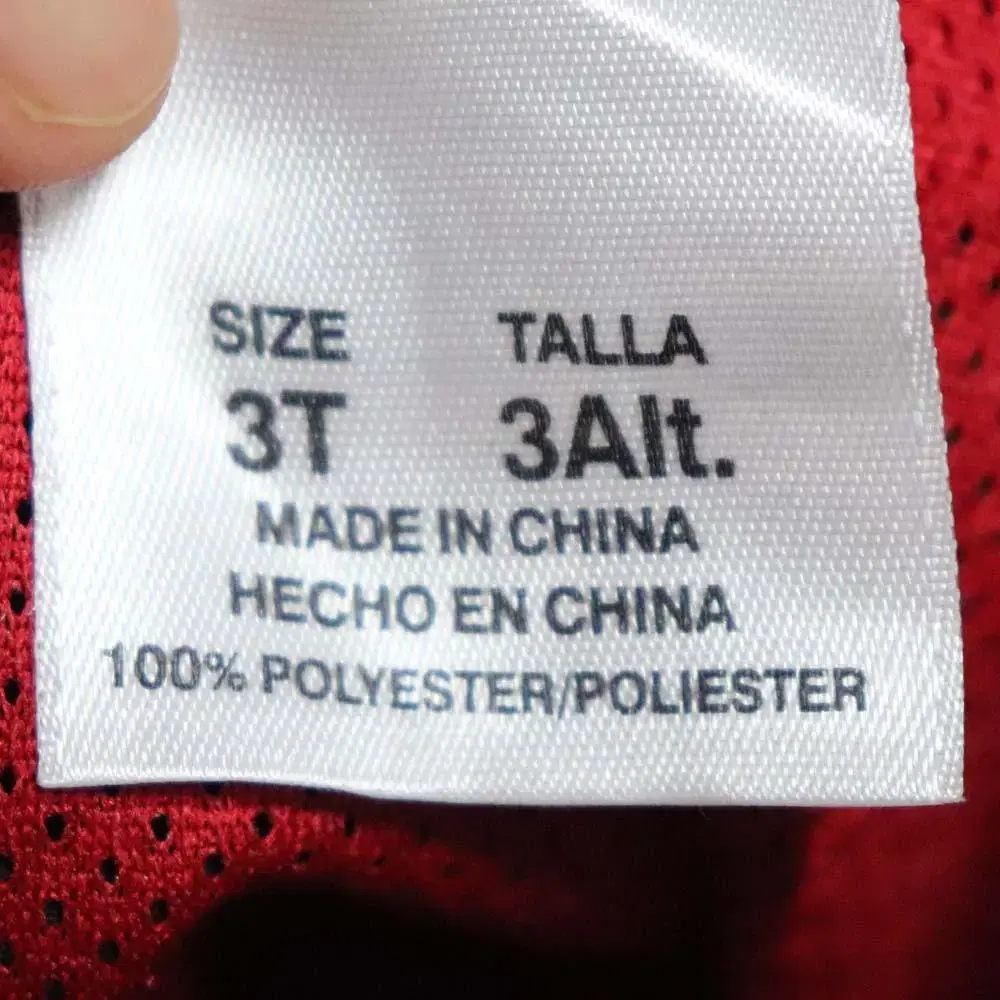 SIZE TALLA
3T 3Alt.
MADE IN CHINA
HECHO EN CHINA
100% POLYESTER/POLIESTER